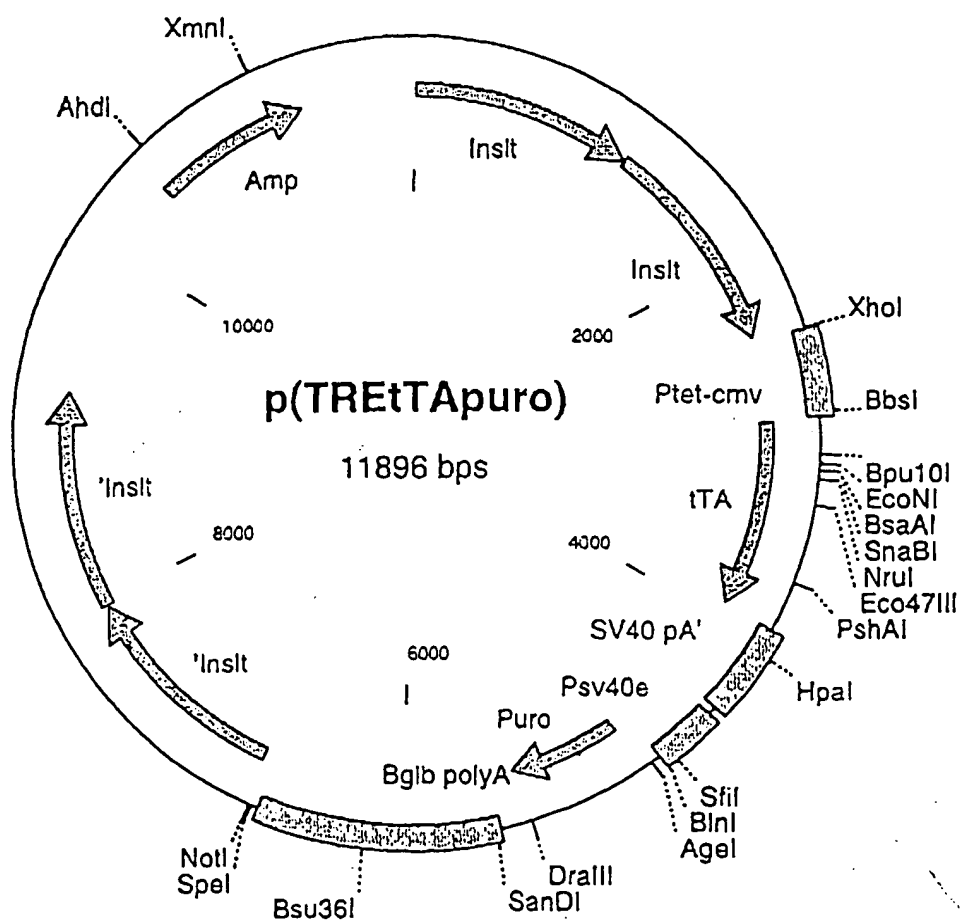 XmnI
AhdI
InsIt
Amp
I
InsIt
XhoI
10000
2000
Ptet-cmv
BbsI
p(TREtTApuro)
11896 bps
Bpu10I
'InsIt
tTA
EcoNI
BsaAI
8000
4000
SnaBI
NruI
Eco47III
PshAI
SV40 pA'
'InsIt
6000
Psv40e
HpaI
Puro
Bglb polyA
SfiI
BlnI
AgeI
NotI
SpeI
DraIII
Bsu36I
SanDI